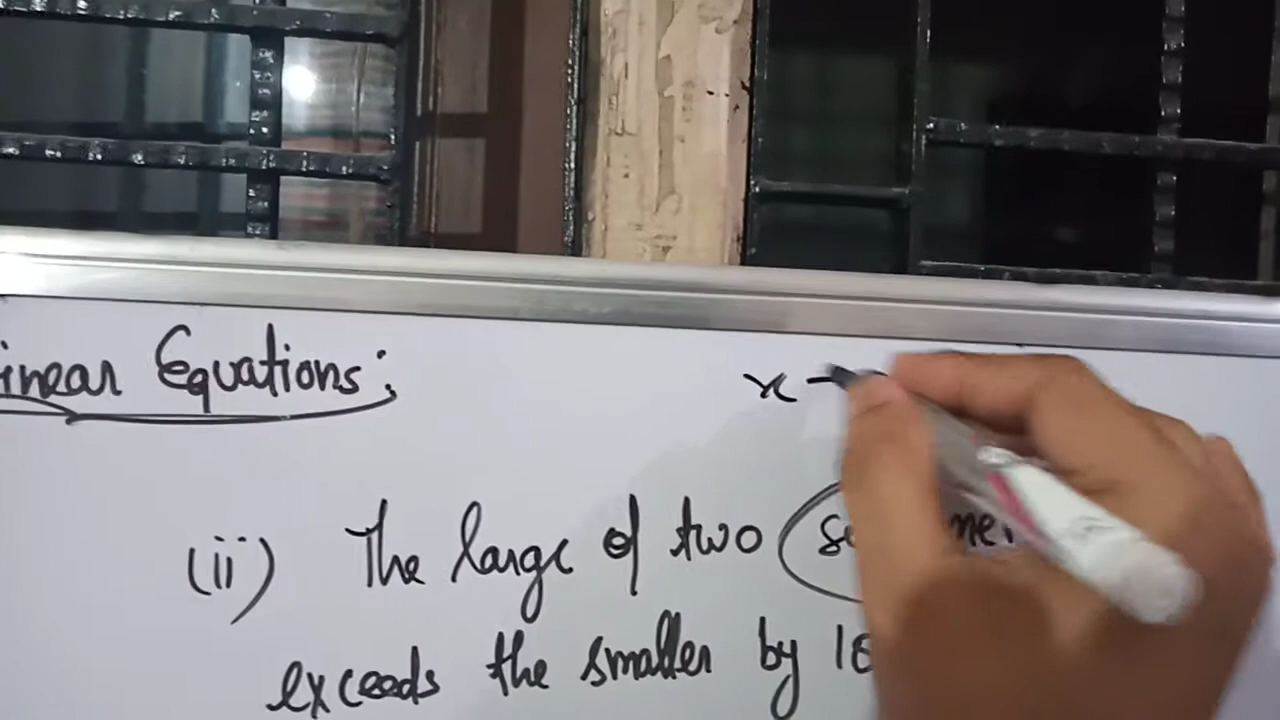 inear Equations:
x -
(ii) The large of two
exceeds the smaller by 18